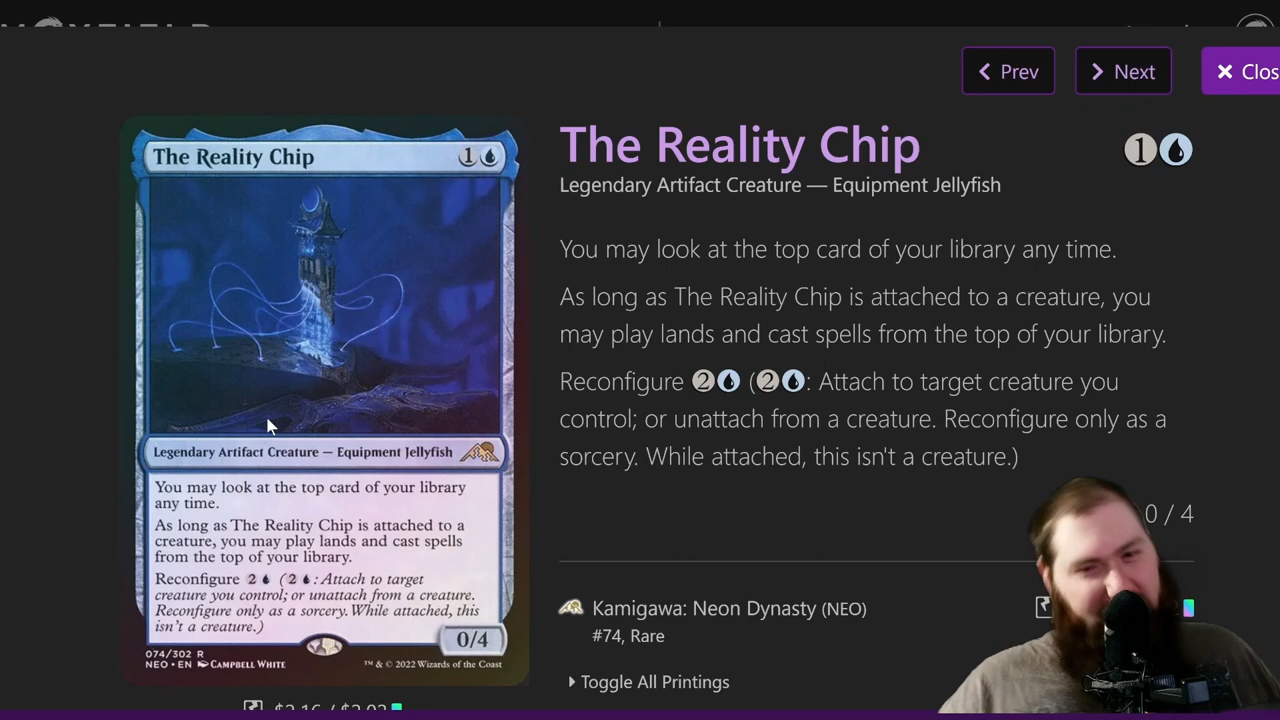 Prev
Next
Clos
The Reality Chip 1
The Reality Chip 1
Legendary Artifact Creature — Equipment Jellyfish
You may look at the top card of your library any time.
As long as The Reality Chip is attached to a creature, you
may play lands and cast spells from the top of your library.
Reconfigure 2 (2 : Attach to target creature you
control; or unattach from a creature. Reconfigure only as a
sorcery. While attached, this isn't a creature.)
0 / 4
Legendary Artifact Creature — Equipment Jellyfish
You may look at the top card of your library
any time.
As long as The Reality Chip is attached to a
creature, you may play lands and cast spells
from the top of your library.
Reconfigure 2 (2 : Attach to target
creature you control; or unattach from a creature.
Reconfigure only as a sorcery. While attached, this
isn't a creature.)
0/4
074/302 R
NEO • EN CAMPBELL WHITE
™ & © 2022 Wizards of the Coast
Kamigawa: Neon Dynasty (NEO)
#74, Rare
Toggle All Printings